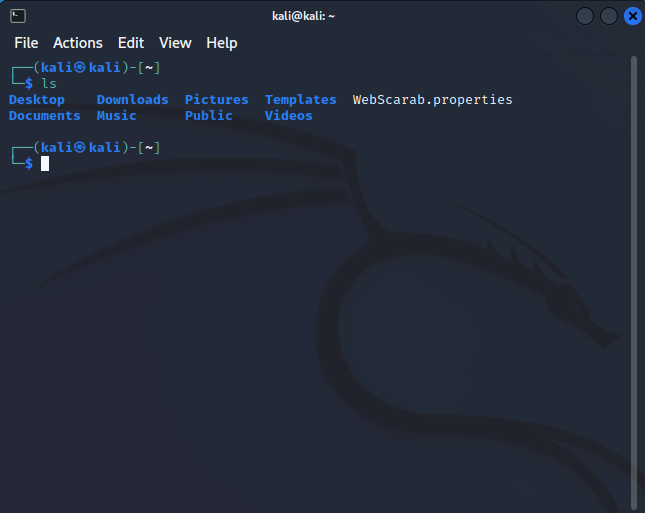 kali@kali: ~
File Actions Edit View Help
┌──(kali㉿kali)-[~]
└─$ ls
Desktop Downloads Pictures Templates WebScarab.properties
Documents Music Public Videos
┌──(kali㉿kali)-[~]
└─$